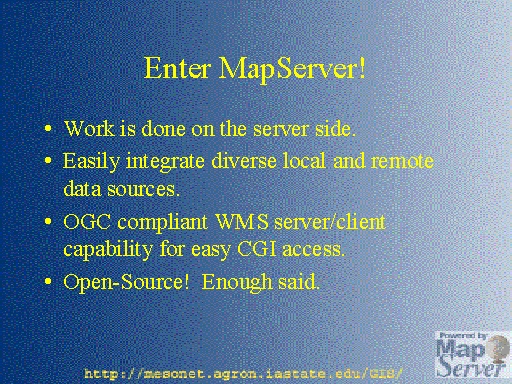 Enter MapServer!
• Work is done on the server side.
• Easily integrate diverse local and remote
data sources.
• OGC compliant WMS server/client
capability for easy CGI access.
• Open-Source!  Enough said.
http://mesonet.agron.iastate.edu/GIS/
Powered by
Map
Server